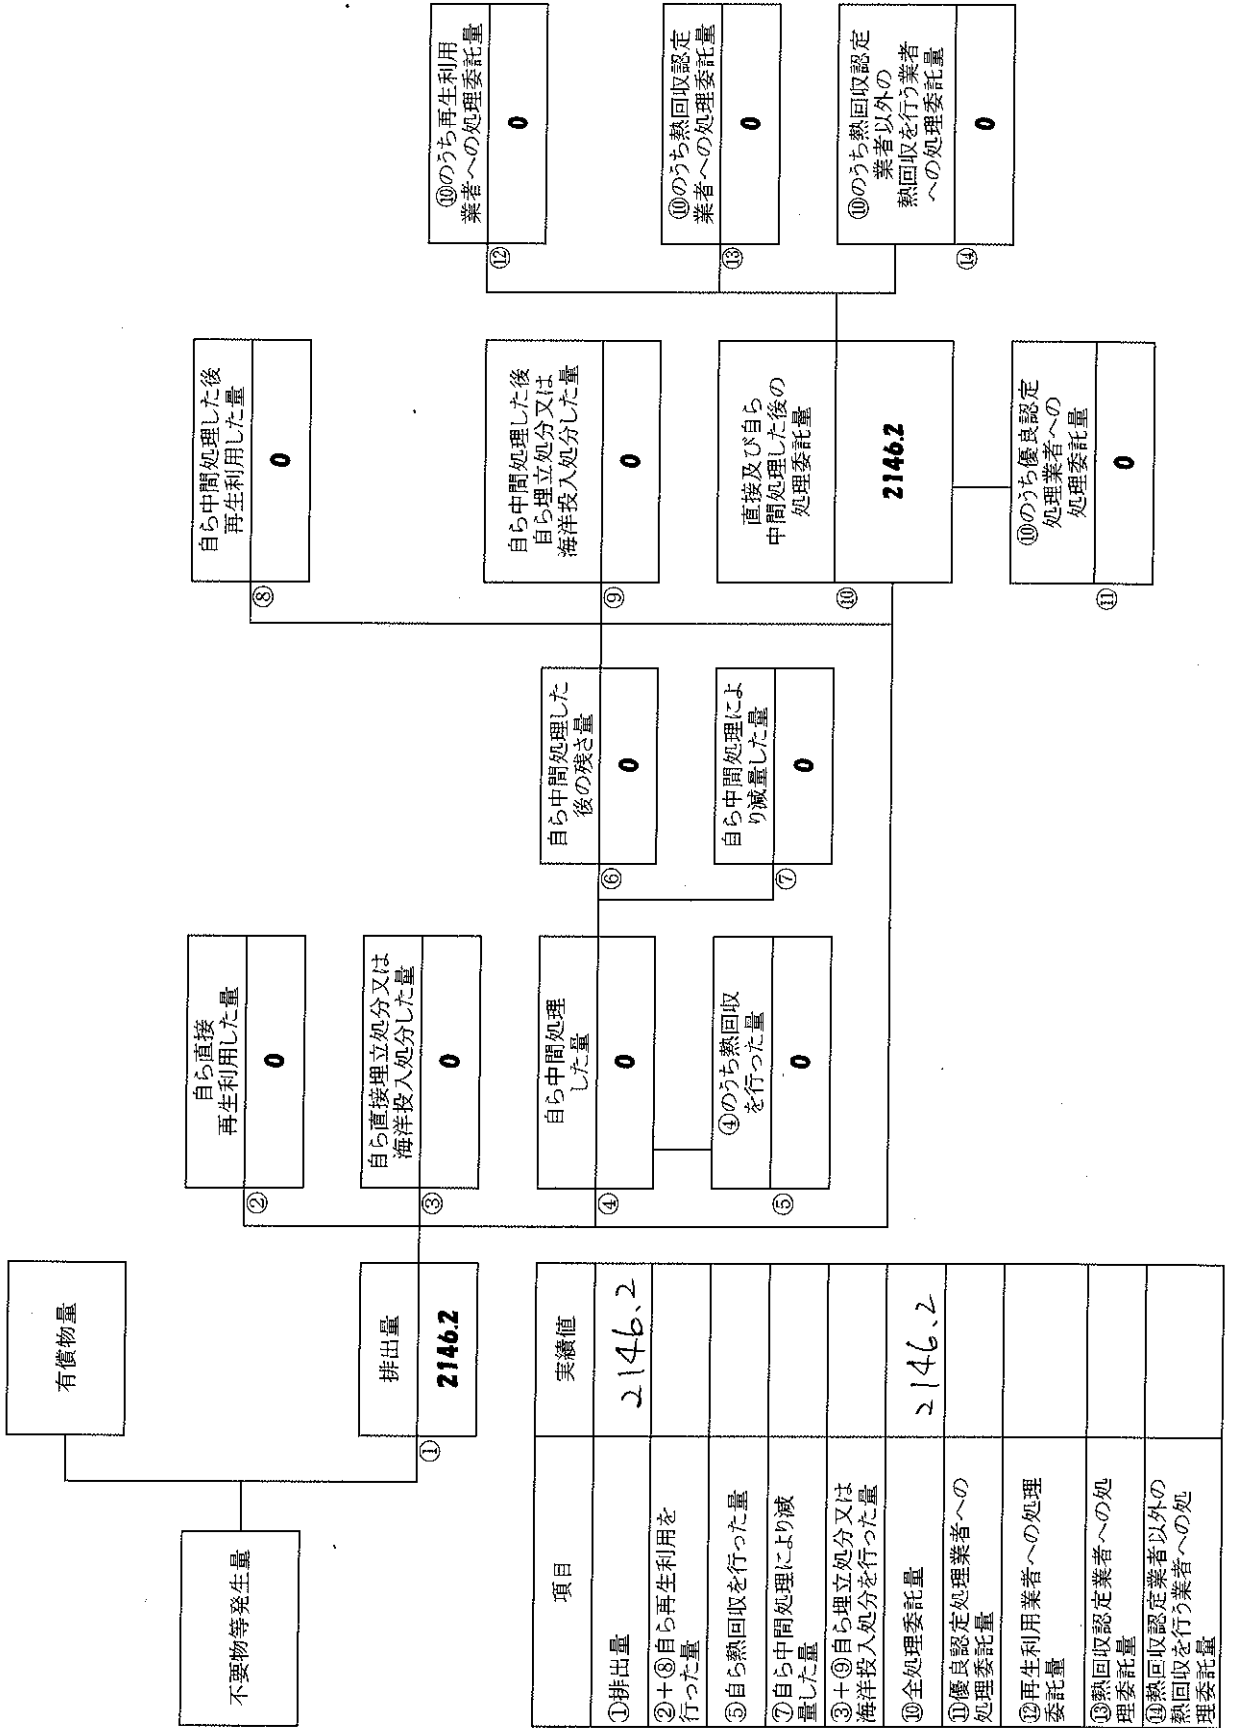 不要物等発生量
有償物量
①
排出量
2146.2
②
自ら直接
再生利用した量
0
③
自ら直接埋立処分又は
海洋投入処分した量
0
④
自ら中間処理
した量
0
⑤
④のうち熱回収
を行った量
0
⑥
自ら中間処理した
後の残さ量
0
⑦
自ら中間処理によ
り減量した量
0
⑧
自ら中間処理した後
再生利用した量
0
⑨
自ら中間処理した後
自ら埋立処分又は
海洋投入処分した量
0
⑩
直接及び自ら
中間処理した後の
処理委託量
2146.2
⑪
⑩のうち優良認定
処理業者への
処理委託量
0
⑫
⑩のうち再生利用
業者への処理委託量
0
⑬
⑩のうち熱回収認定
業者への処理委託量
0
⑭
⑩のうち熱回収認定
業者以外の
熱回収を行う業者
への処理委託量
0
項目 実績値
①排出量 2146.2
②+⑧自ら再生利用を
行った量
⑤自ら熱回収を行った量
⑦自ら中間処理により減
量した量
③+⑨自ら埋立処分又は
海洋投入処分を行った量
⑩全処理委託量 2146.2
⑪優良認定処理業者への
処理委託量
⑫再生利用業者への処理
委託量
⑬熱回収認定業者への処
理委託量
⑭熱回収認定業者以外の
熱回収を行う業者への処
理委託量